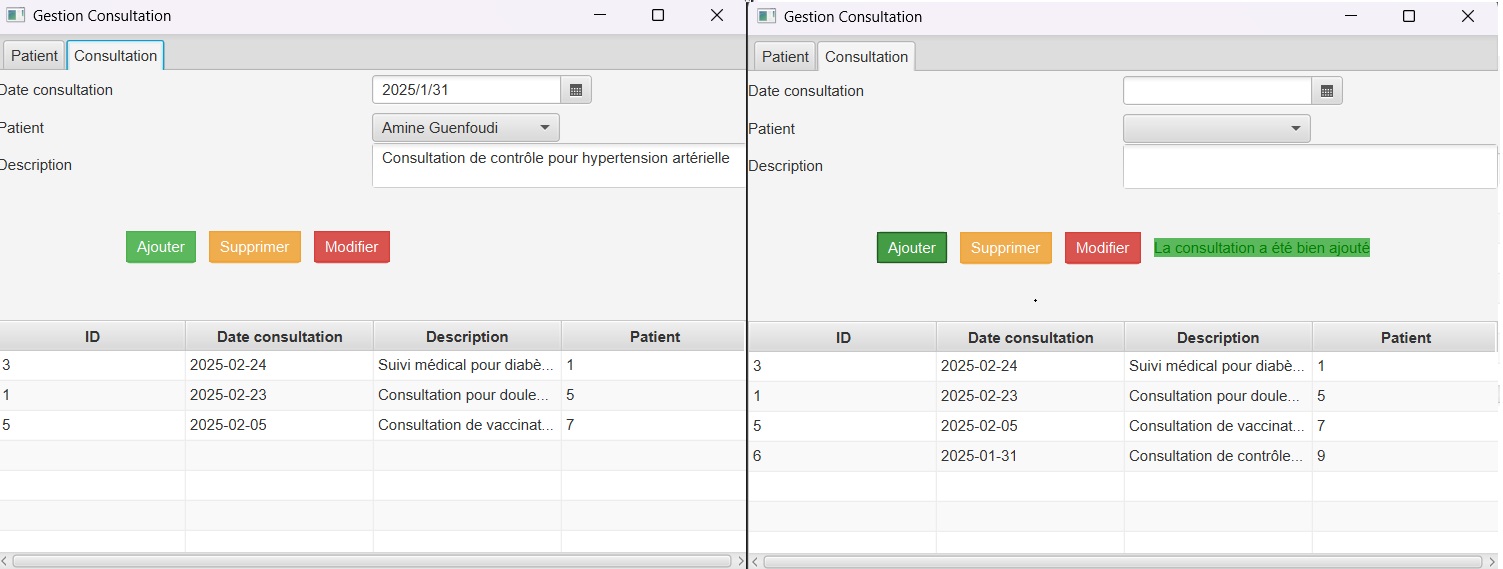 Gestion Consultation
Patient Consultation
Date consultation 2025/1/31
Patient Amine Guenfoudi
Description Consultation de contrôle pour hypertension artérielle
Ajouter Supprimer Modifier
ID Date consultation Description Patient
3 2025-02-24 Suivi médical pour diabè... 1
1 2025-02-23 Consultation pour doule... 5
5 2025-02-05 Consultation de vaccinat... 7
Gestion Consultation
Patient Consultation
Date consultation
Patient
Description
Ajouter Supprimer Modifier La consultation a été bien ajouté
ID Date consultation Description Patient
3 2025-02-24 Suivi médical pour diabè... 1
1 2025-02-23 Consultation pour doule... 5
5 2025-02-05 Consultation de vaccinat... 7
6 2025-01-31 Consultation de contrôle... 9